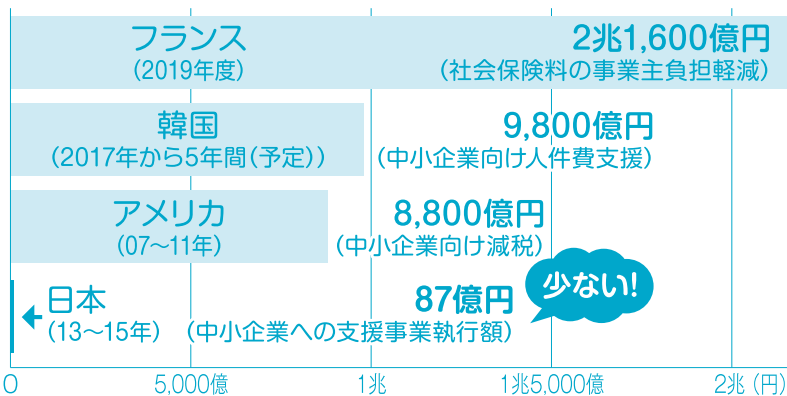 フランス
2兆1,600億円
(2019年度)
(社会保険料の事業主負担軽減)
韓国
9,800億円
(2017年から5年間(予定))
(中小企業向け人件費支援)
アメリカ
8,800億円
(07〜11年)
(中小企業向け減税)
少ない!
日本
87億円
(13〜15年)
(中小企業への支援事業執行額)
0 5,000億 1兆 1兆5,000億 2兆 (円)